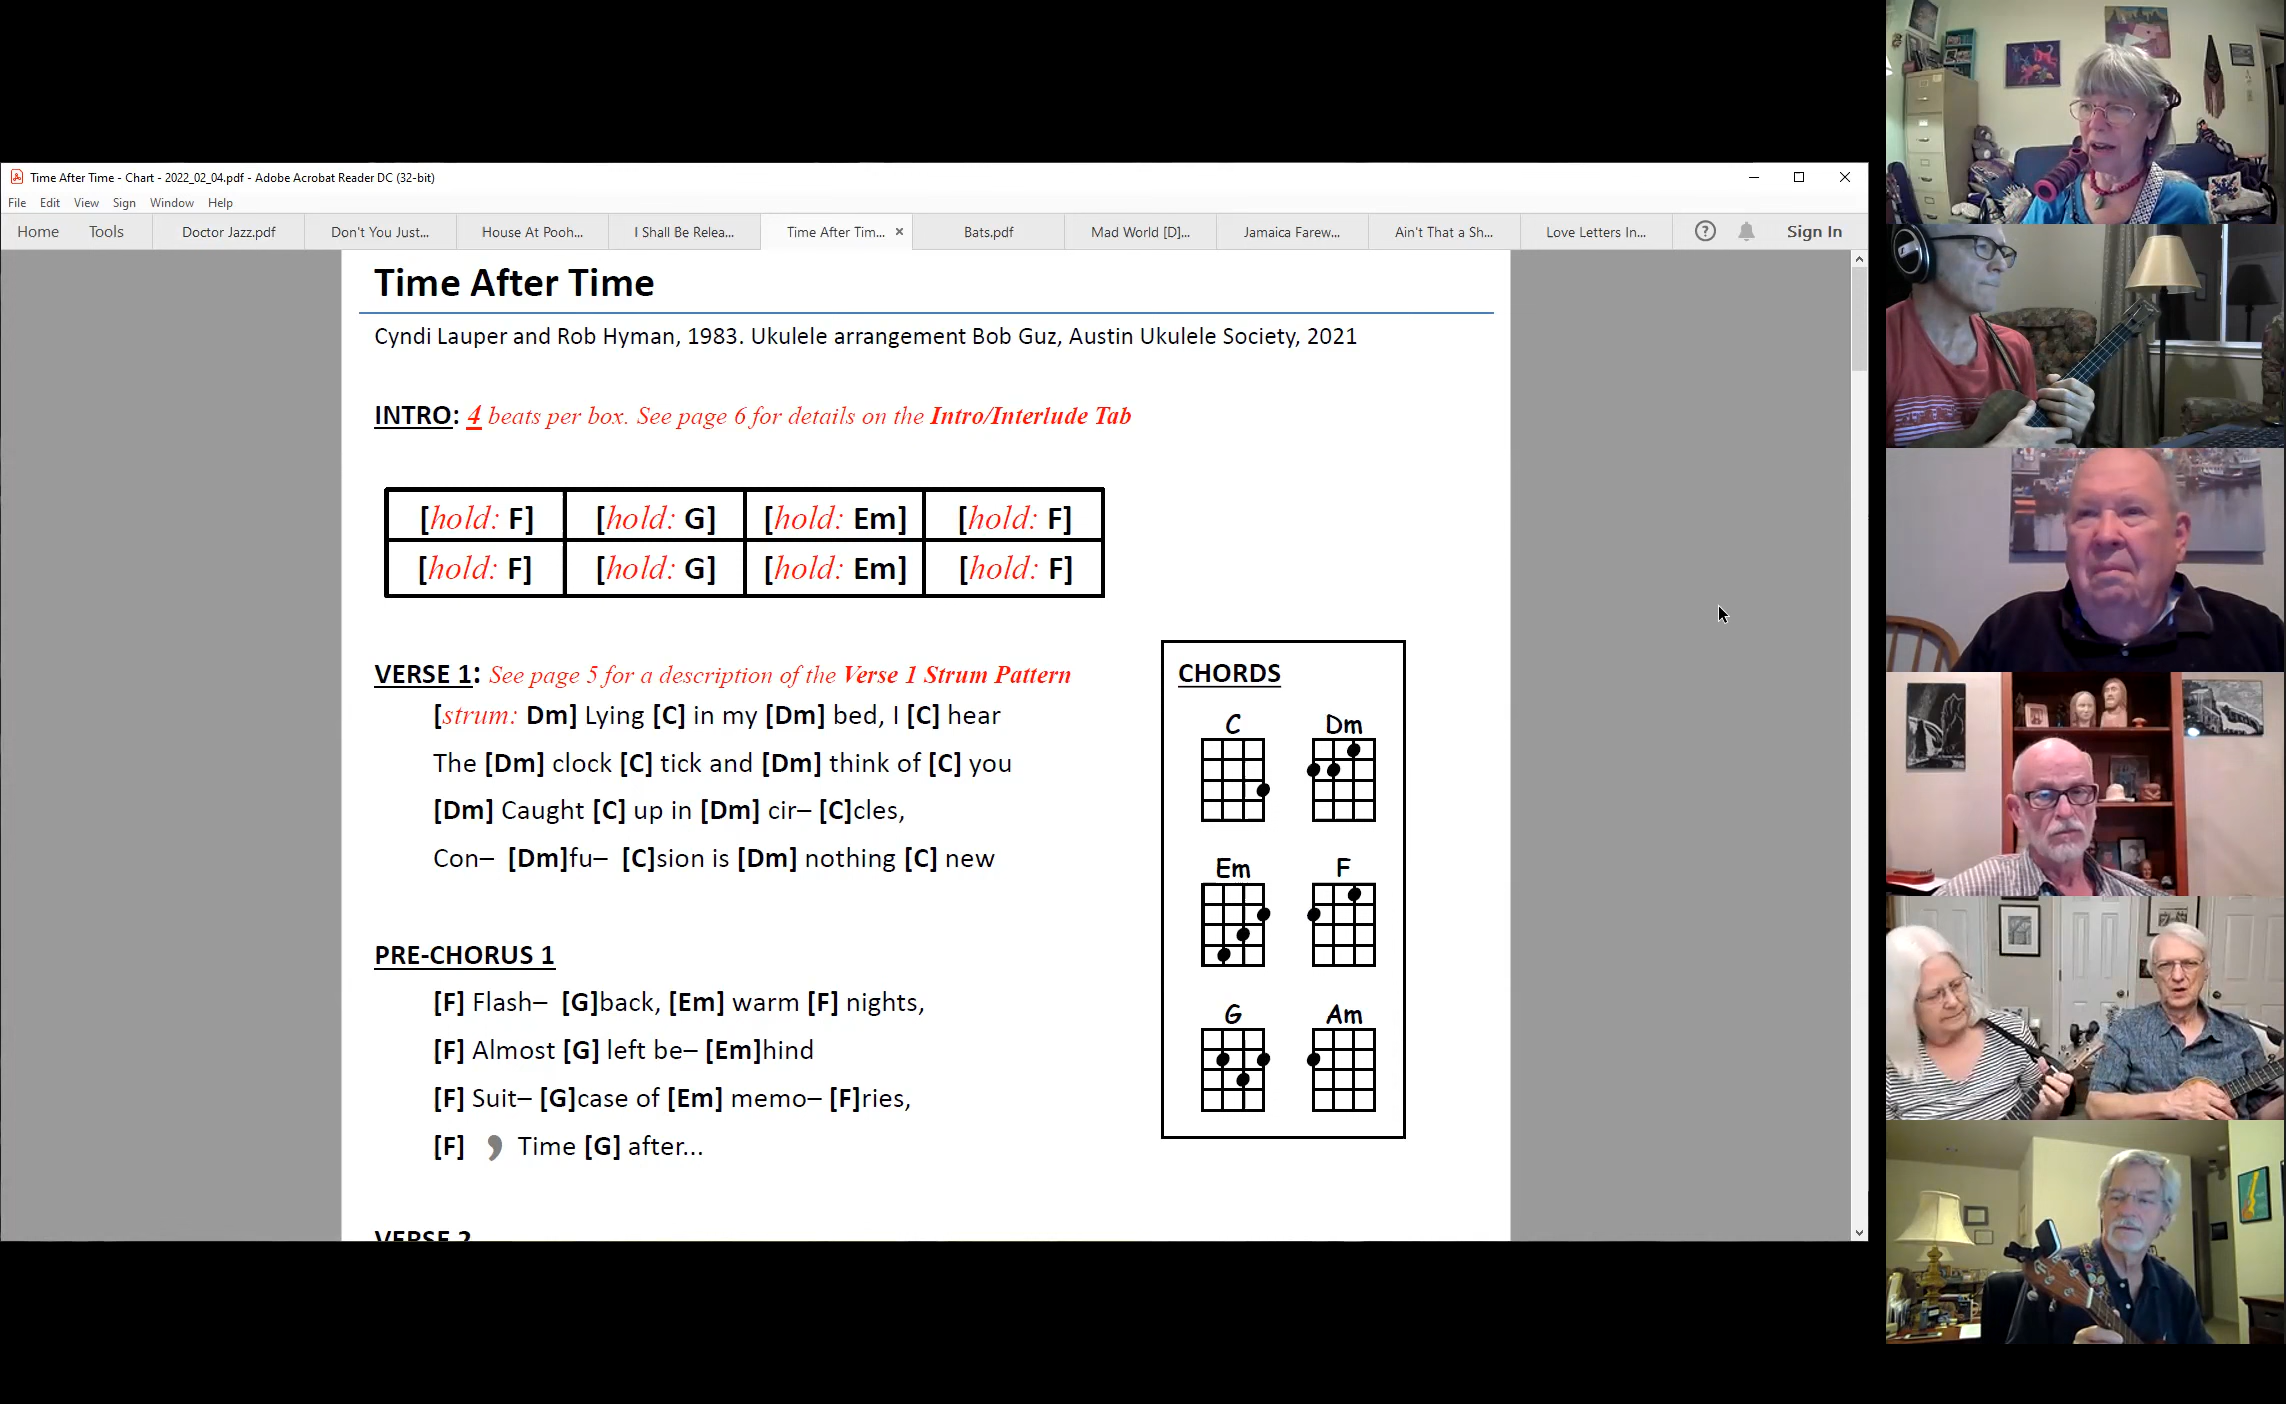 Time After Time - Chart - 2022_02_04.pdf - Adobe Acrobat Reader DC (32-bit)
File Edit View Sign Window Help
Home Tools Doctor Jazz.pdf Don't You Just... House At Pooh... I Shall Be Relea... Time After Tim... × Bats.pdf Mad World [D]... Jamaica Farew... Ain't That a Sh... Love Letters In... ? Sign In
Time After Time
Cyndi Lauper and Rob Hyman, 1983. Ukulele arrangement Bob Guz, Austin Ukulele Society, 2021
INTRO: 4 beats per box. See page 6 for details on the Intro/Interlude Tab
[hold: F] [hold: G] [hold: Em] [hold: F]
[hold: F] [hold: G] [hold: Em] [hold: F]
VERSE 1: See page 5 for a description of the Verse 1 Strum Pattern
[strum: Dm] Lying [C] in my [Dm] bed, I [C] hear
The [Dm] clock [C] tick and [Dm] think of [C] you
[Dm] Caught [C] up in [Dm] cir– [C]cles,
Con– [Dm]fu– [C]sion is [Dm] nothing [C] new
PRE-CHORUS 1
[F] Flash– [G]back, [Em] warm [F] nights,
[F] Almost [G] left be– [Em]hind
[F] Suit– [G]case of [Em] memo– [F]ries,
[F] , Time [G] after...
VERSE 2
CHORDS
C Dm
Em F
G Am